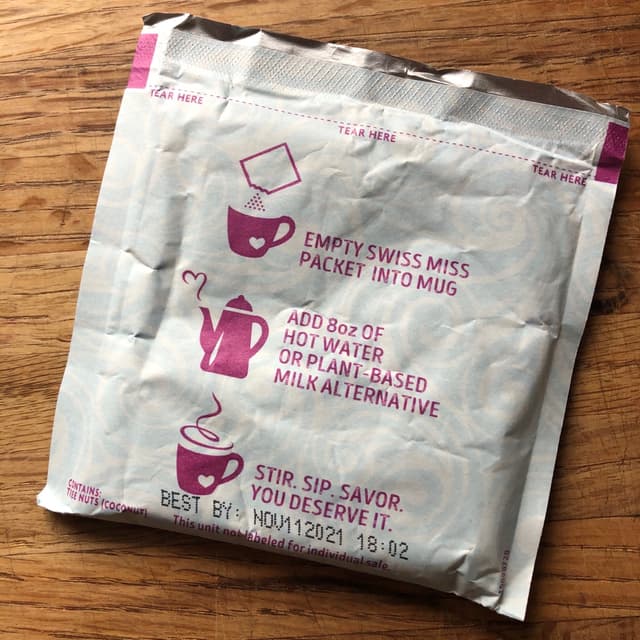 TEAR HERE
TEAR HERE
TEAR HERE
EMPTY SWISS MISS
PACKET INTO MUG
ADD 8oz OF
HOT WATER
OR PLANT-BASED
MILK ALTERNATIVE
STIR. SIP. SAVOR.
YOU DESERVE IT.
CONTAINS:
TREE NUTS (COCONUT)
BEST BY: NOV112021 18:02
This unit not labeled for individual sale.